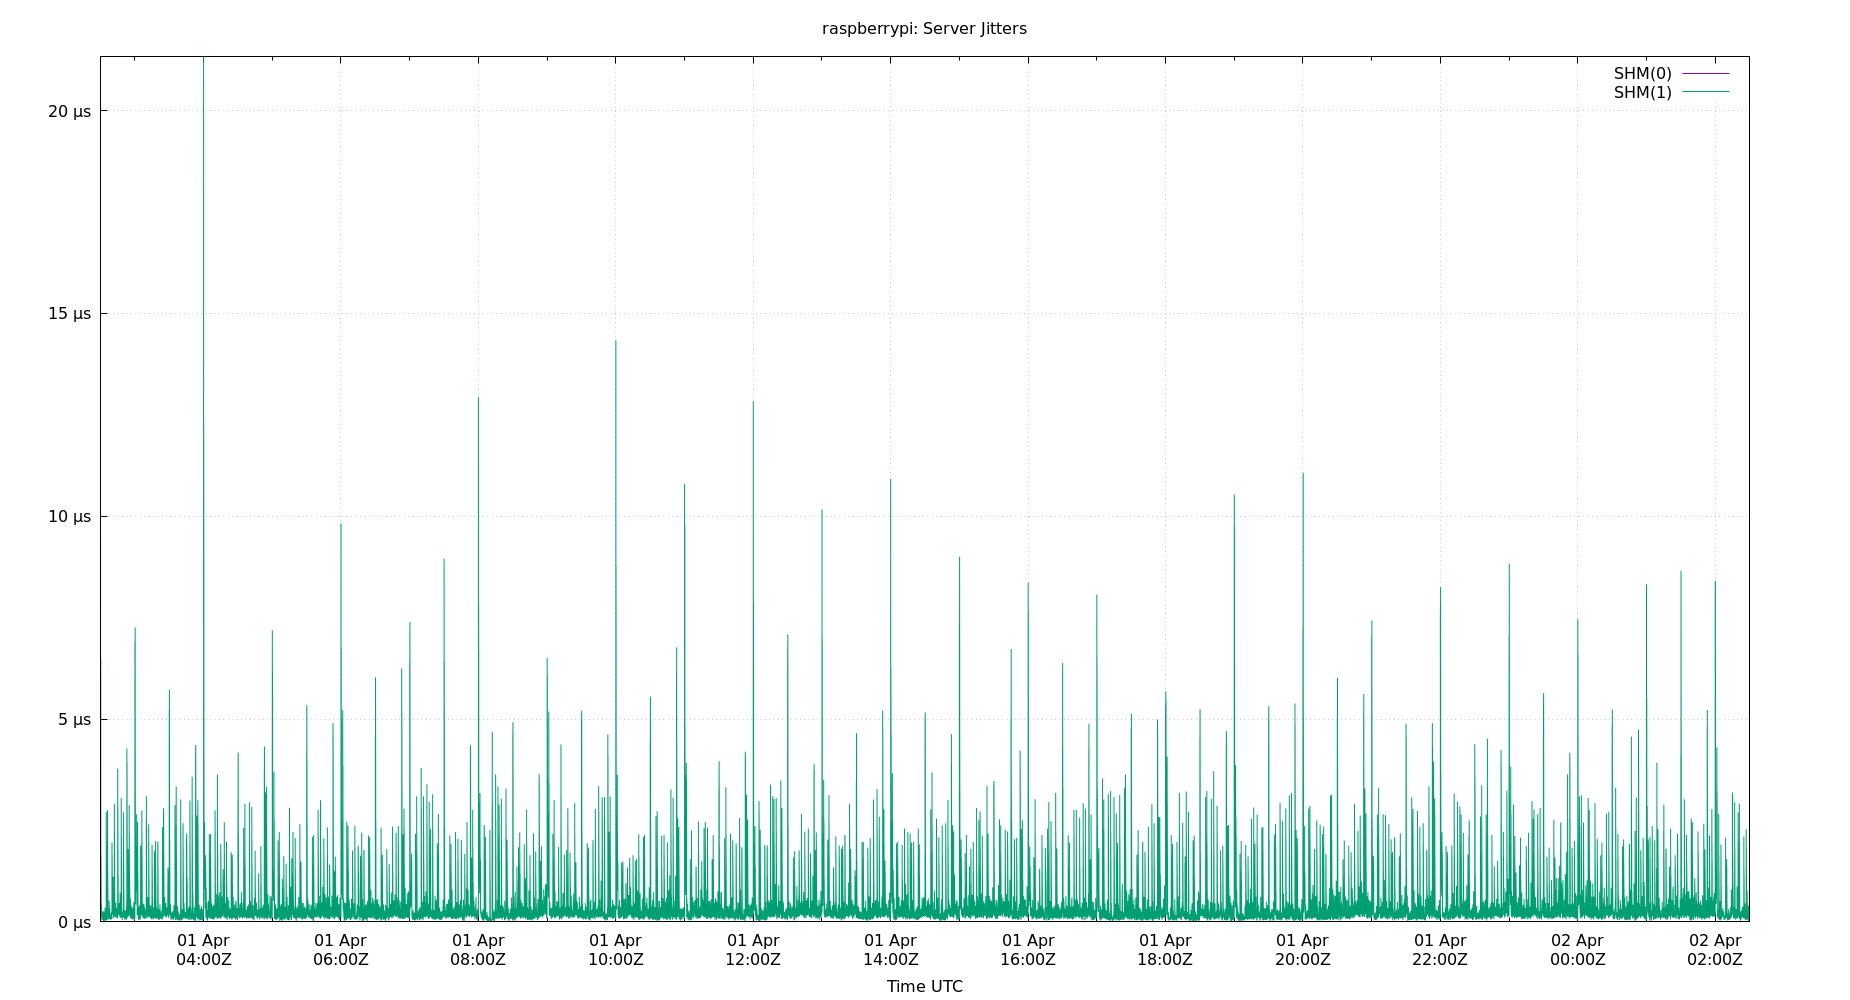 raspberrypi: Server Jitters
SHM(0)
SHM(1)
20 µs
15 µs
10 µs
5 µs
0 µs
01 Apr 01 Apr 01 Apr 01 Apr 01 Apr 01 Apr 01 Apr 01 Apr 01 Apr 01 Apr 02 Apr 02 Apr
04:00Z 06:00Z 08:00Z 10:00Z 12:00Z 14:00Z 16:00Z 18:00Z 20:00Z 22:00Z 00:00Z 02:00Z
Time UTC